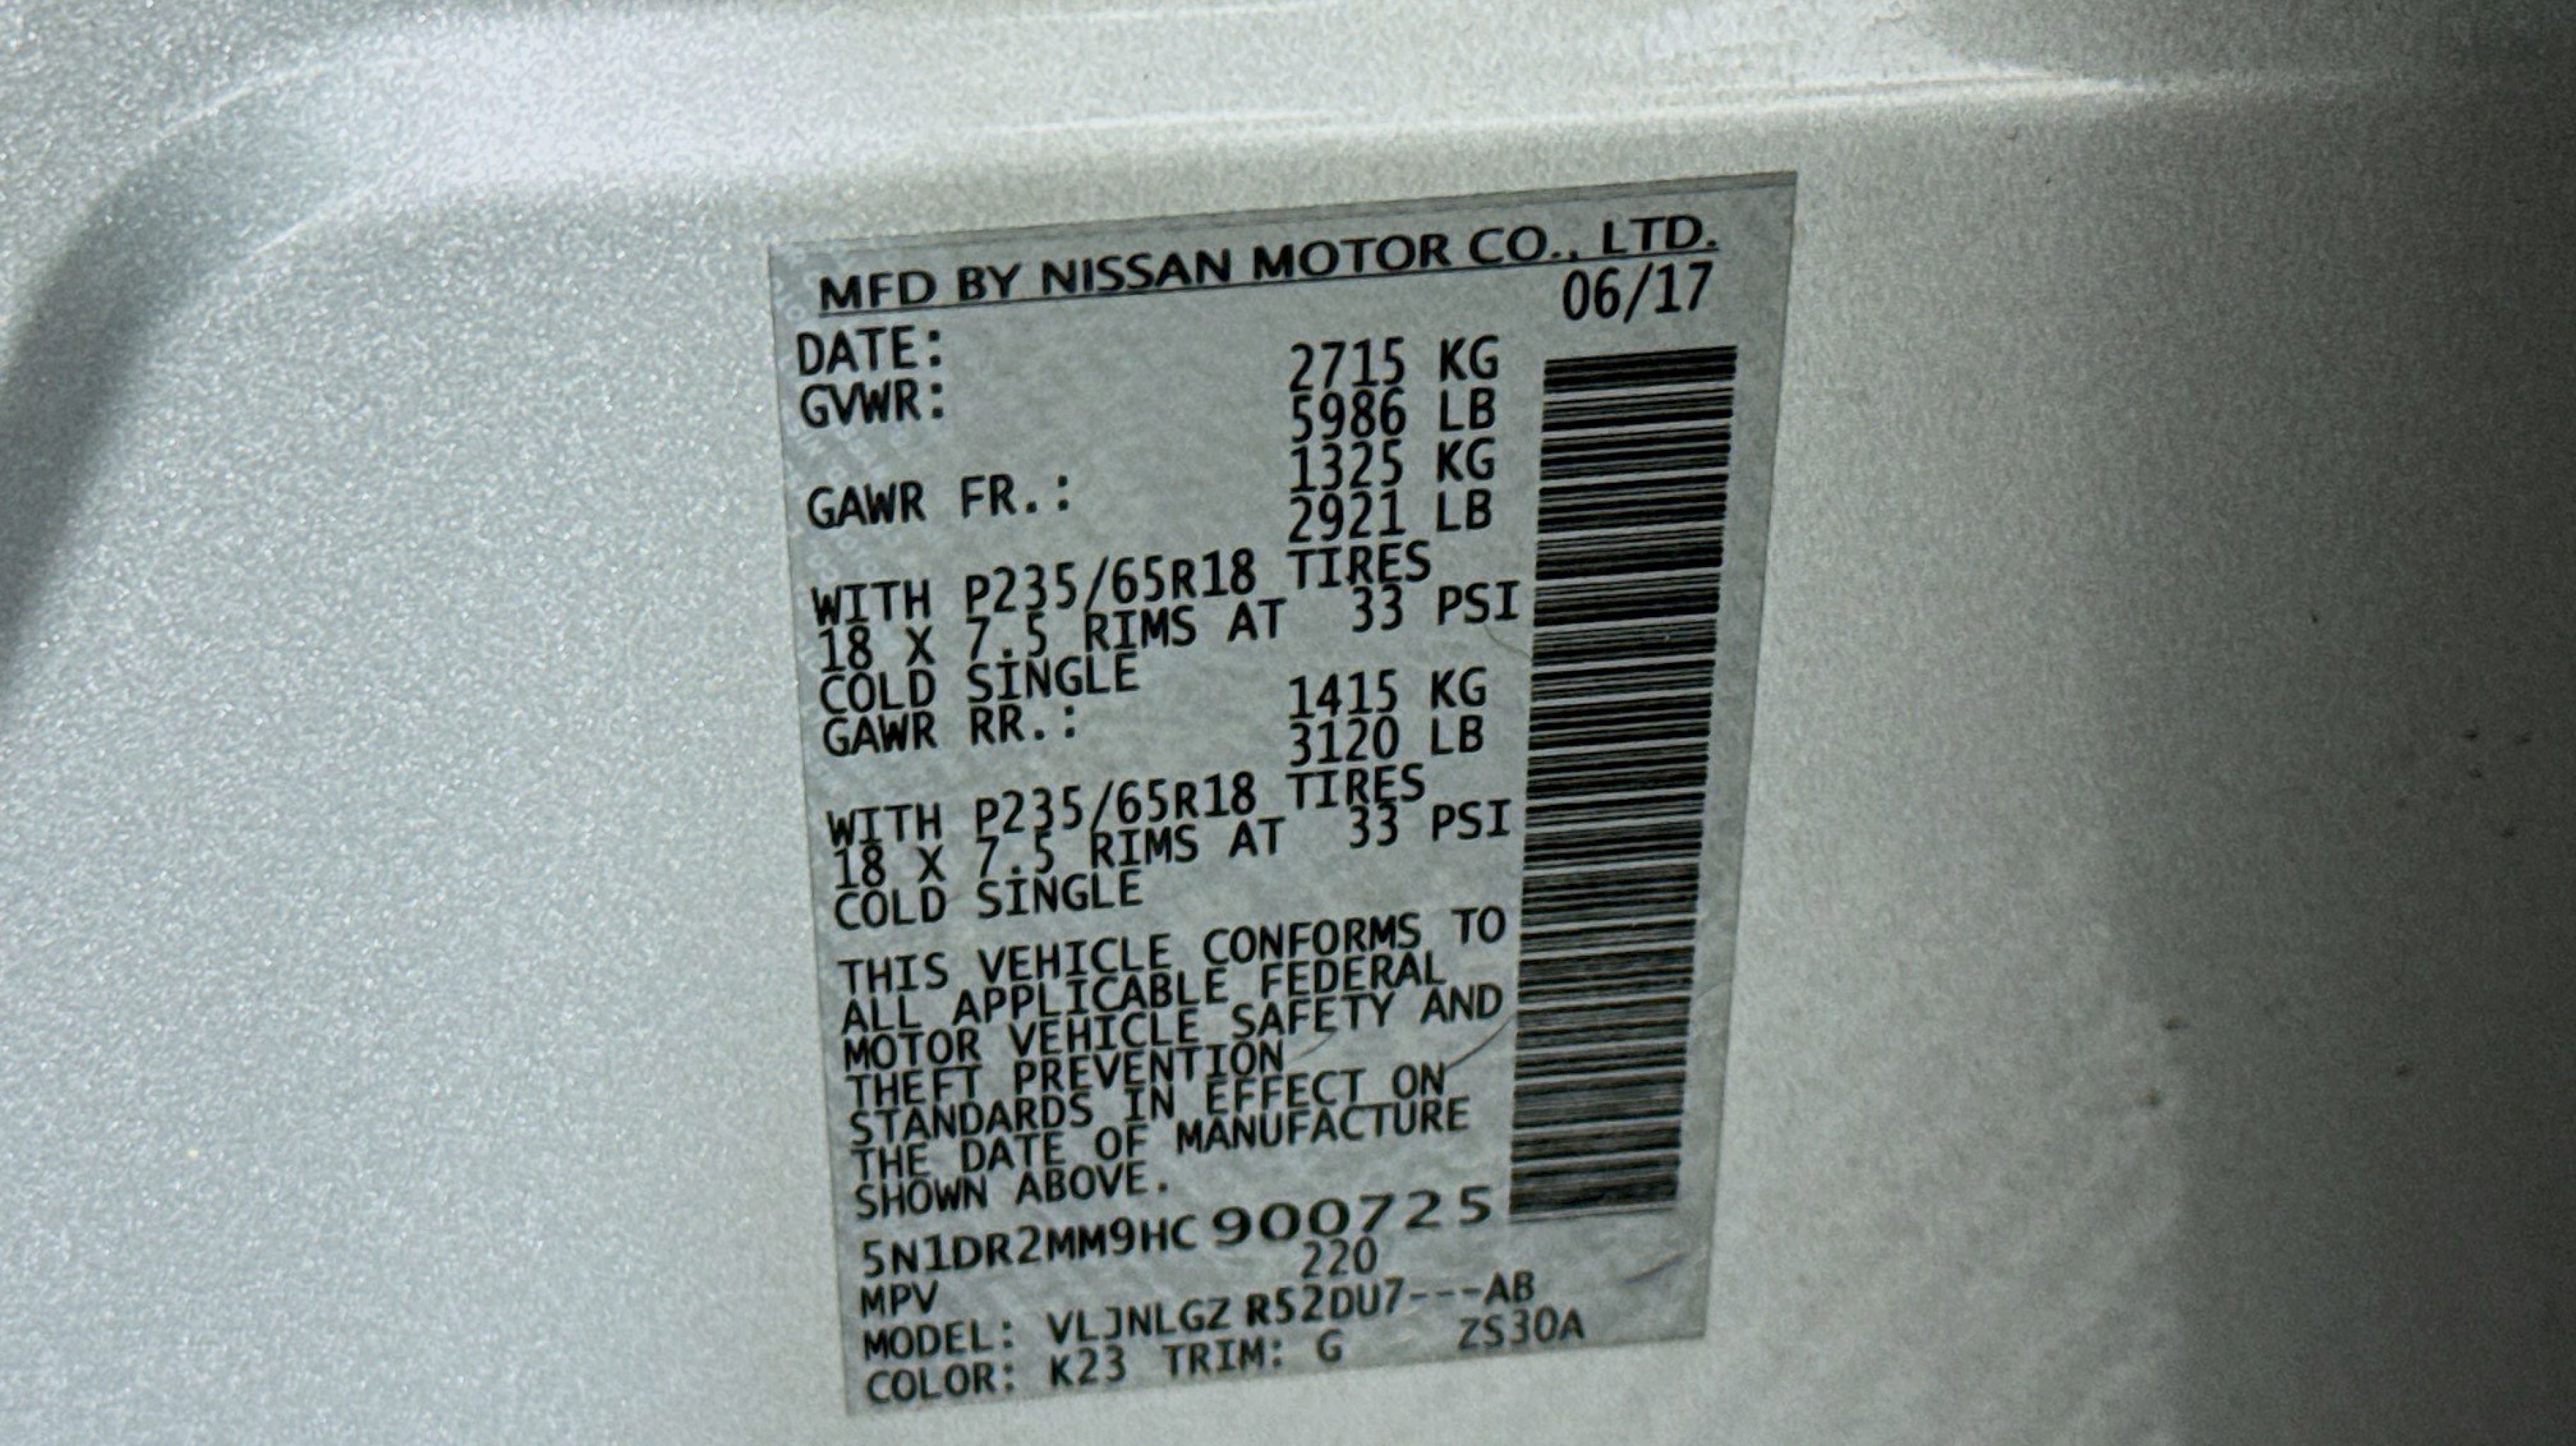 MFD BY NISSAN MOTOR CO., LTD.
DATE: 06/17
GVWR: 2715 KG
5986 LB
GAWR FR.: 1325 KG
2921 LB
WITH P235/65R18 TIRES
18 X 7.5 RIMS AT 33 PSI
COLD SINGLE
GAWR RR.: 1415 KG
3120 LB
WITH P235/65R18 TIRES
18 X 7.5 RIMS AT 33 PSI
COLD SINGLE
THIS VEHICLE CONFORMS TO
ALL APPLICABLE FEDERAL
MOTOR VEHICLE SAFETY AND
THEFT PREVENTION
STANDARDS IN EFFECT ON
THE DATE OF MANUFACTURE
SHOWN ABOVE.
5N1DR2MM9HC900725
MPV 220
MODEL: VLJNLGZ R52DU7---AB
COLOR: K23 TRIM: G ZS30A